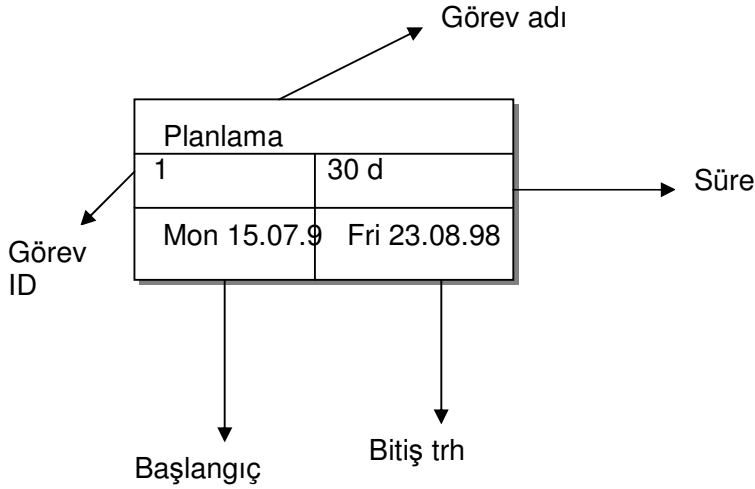 Görev adı
Planlama
1 30 d
Süre
Mon 15.07.9 Fri 23.08.98
Görev
ID
Başlangıç
Bitiş trh